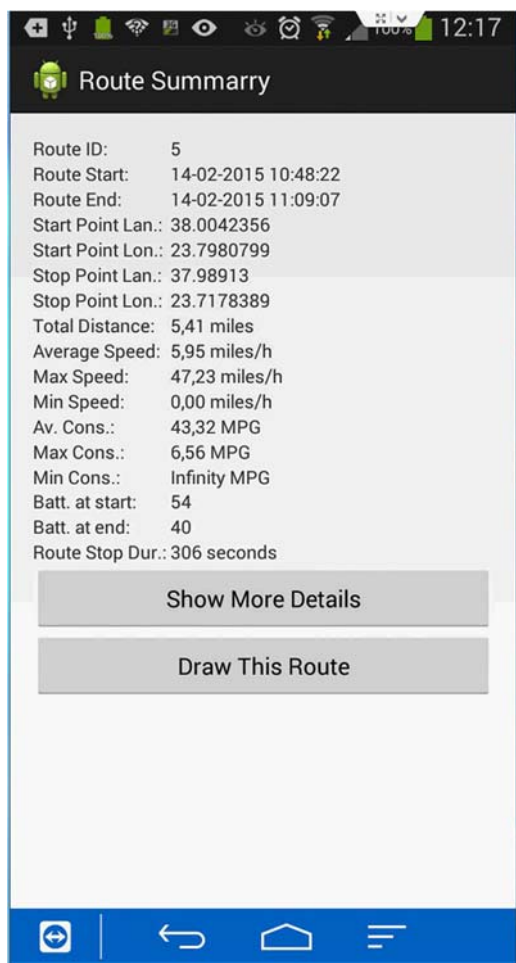 100% 12:17
Route Summarry
Route ID: 5
Route Start: 14-02-2015 10:48:22
Route End: 14-02-2015 11:09:07
Start Point Lan.: 38.0042356
Start Point Lon.: 23.7980799
Stop Point Lan.: 37.98913
Stop Point Lon.: 23.7178389
Total Distance: 5,41 miles
Average Speed: 5,95 miles/h
Max Speed: 47,23 miles/h
Min Speed: 0,00 miles/h
Av. Cons.: 43,32 MPG
Max Cons.: 6,56 MPG
Min Cons.: Infinity MPG
Batt. at start: 54
Batt. at end: 40
Route Stop Dur.: 306 seconds
Show More Details
Draw This Route